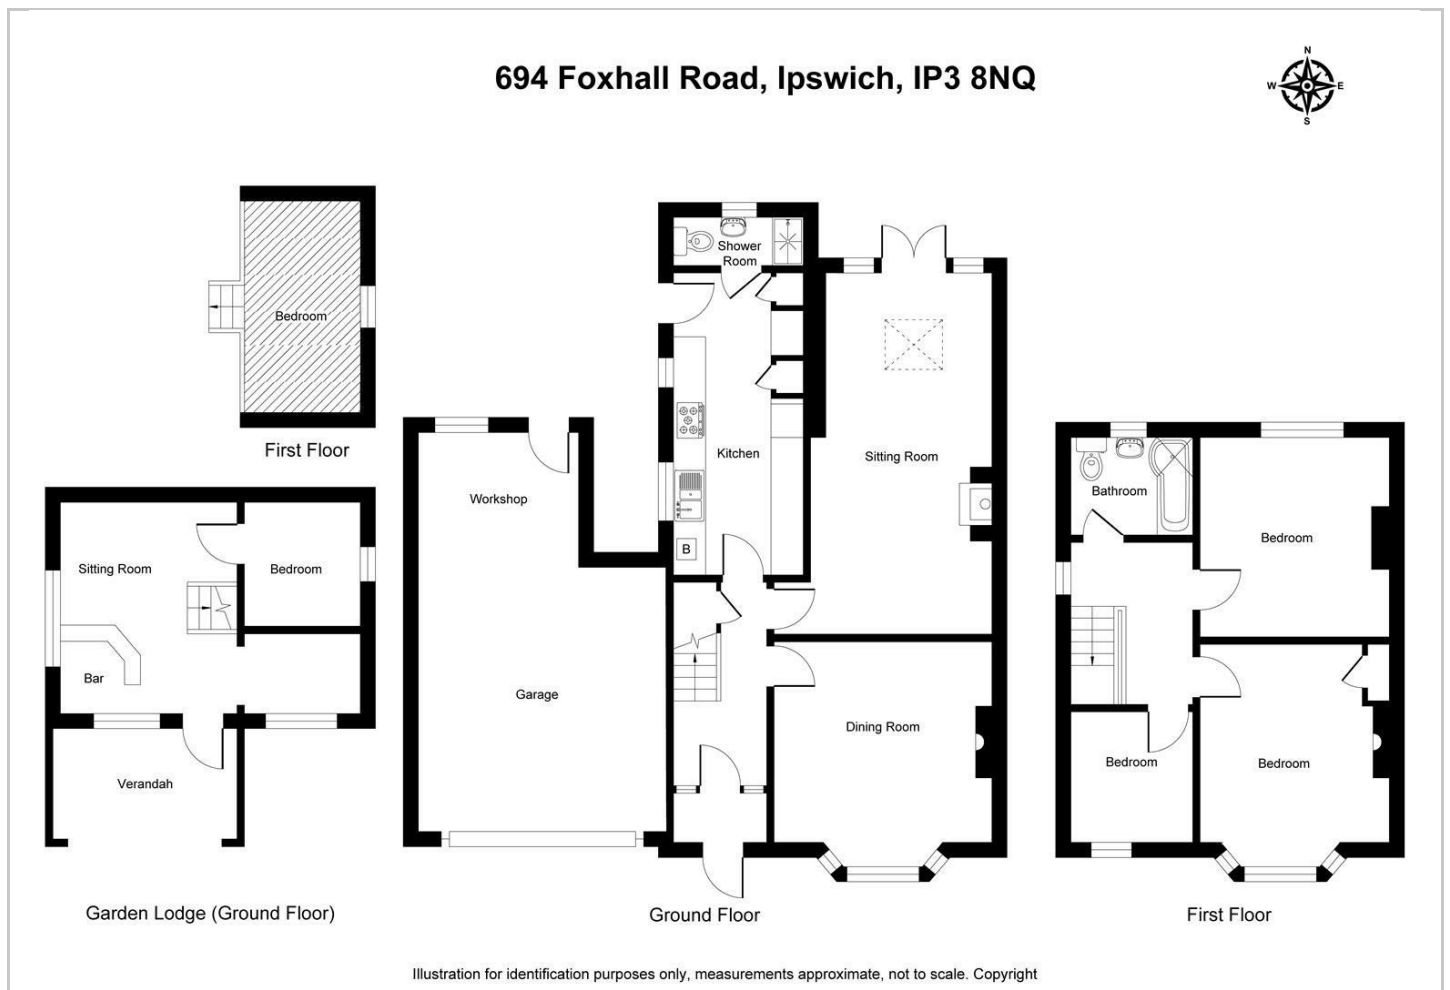 694 Foxhall Road, Ipswich, IP3 8NQ
N
W
E
S
Bedroom
First Floor
Sitting Room
Bedroom
Bar
Verandah
Garden Lodge (Ground Floor)
Workshop
Garage
Shower
Room
Kitchen
B
Sitting Room
Dining Room
Ground Floor
Bathroom
Bedroom
Bedroom
Bedroom
First Floor
Illustration for identification purposes only, measurements approximate, not to scale. Copyright